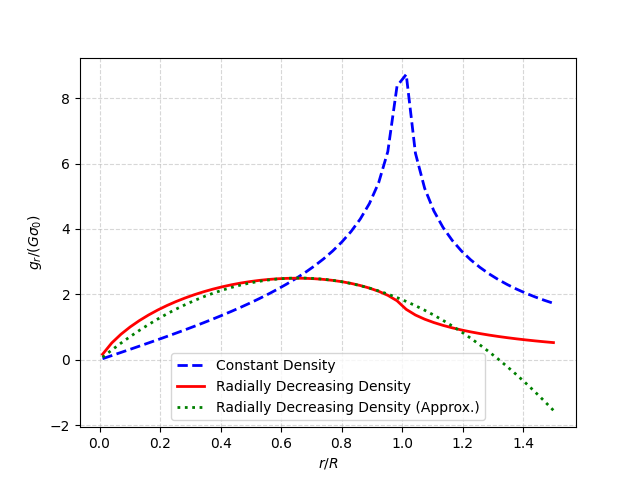 8
6
4
2
0
−2
g_r/(Gσ_0)
Constant Density
Radially Decreasing Density
Radially Decreasing Density (Approx.)
0.0 0.2 0.4 0.6 0.8 1.0 1.2 1.4
r/R